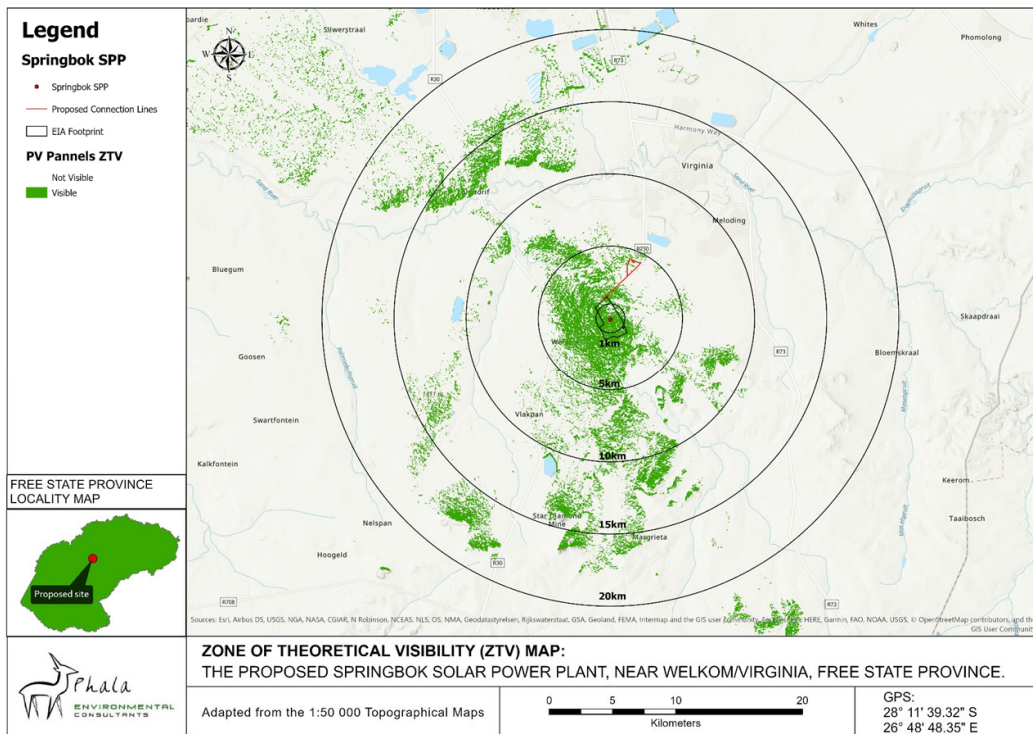 Legend
Springbok SPP
Springbok SPP
Proposed Connection Lines
EIA Footprint
PV Pannels ZTV
Not Visible
Visible
FREE STATE PROVINCE
LOCALITY MAP
Proposed site
N
W
E
S
Silwerstraal
Whites
Phomolong
R30
R73
Harmony Way
Virginia
Sand River
Sand River
Meloding
R730
Bluegum
Goosen
Skaapdraai
Bloemskraal
R73
1km
5km
Swartfontein
Vlakpan
Kalkfontein
10km
Keerom
Nelspan
Star Diamond
Mine
15km
Margrieta
Taaibosch
Hoogeld
R30
20km
R708
R73
ZONE OF THEORETICAL VISIBILITY (ZTV) MAP:
THE PROPOSED SPRINGBOK SOLAR POWER PLANT, NEAR WELKOM/VIRGINIA, FREE STATE PROVINCE.
Phala
ENVIRONMENTAL
CONSULTANTS
Adapted from the 1:50 000 Topographical Maps
0 5 10 20
Kilometers
GPS:
28° 11' 39.32" S
26° 48' 48.35" E